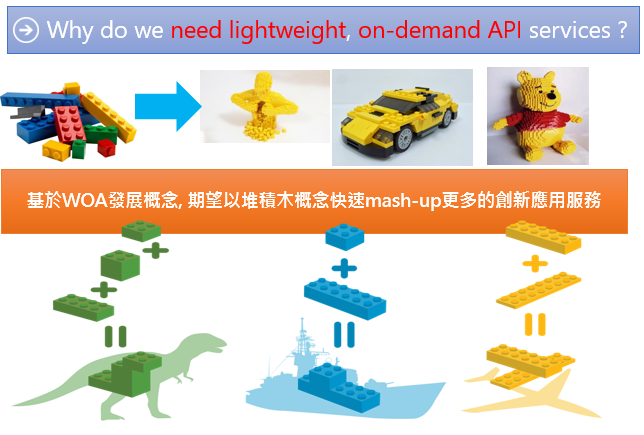 Why do we need lightweight, on-demand API services ?
基於WOA發展概念, 期望以堆積木概念快速mash-up更多的創新應用服務